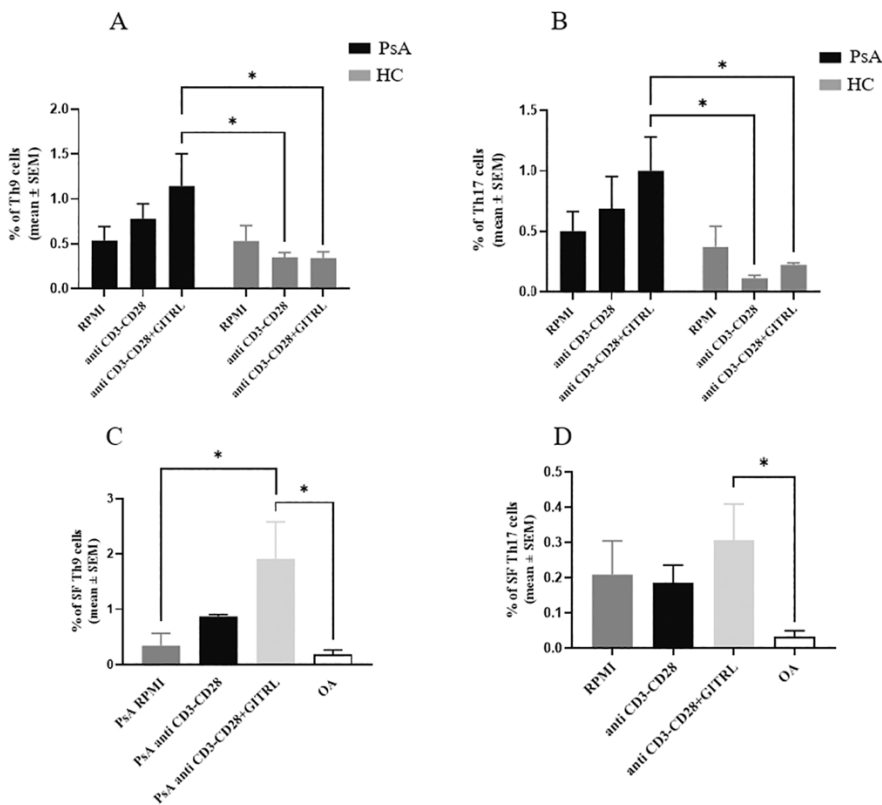 A
PsA
HC
% of Th9 cells
(mean ± SEM)
2.0
1.5
1.0
0.5
0.0
*
*
RPMI
anti CD3-CD28
anti CD3-CD28+GITRL
RPMI
anti CD3-CD28
anti CD3-CD28+GITRL
B
PsA
HC
% of Th17 cells
(mean ± SEM)
1.5
1.0
0.5
0.0
*
*
RPMI
anti CD3-CD28
anti CD3-CD28+GITRL
RPMI
anti CD3-CD28
anti CD3-CD28+GITRL
C
% of SF Th9 cells
(mean ± SEM)
3
2
1
0
*
*
PsA RPMI
PsA anti CD3-CD28
PsA anti CD3-CD28+GITRL
OA
D
% of SF Th17 cells
(mean ± SEM)
0.5
0.4
0.3
0.2
0.1
0.0
*
RPMI
anti CD3-CD28
anti CD3-CD28+GITRL
OA